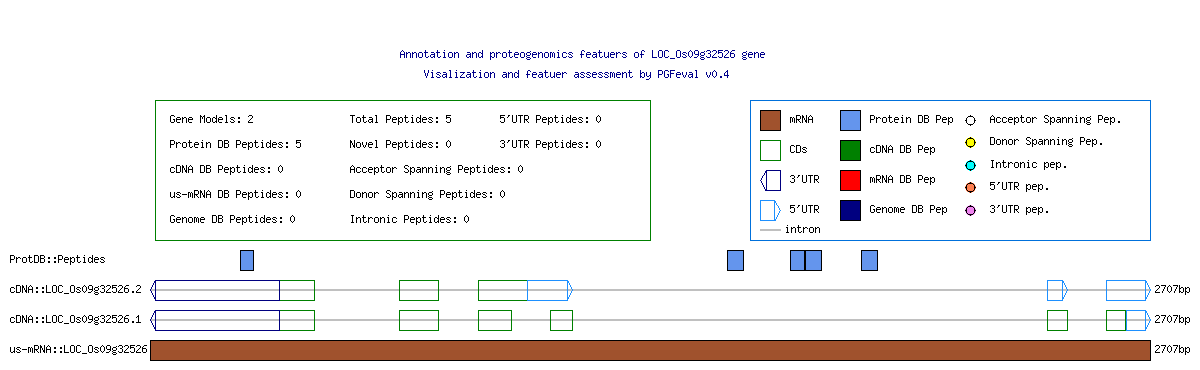 Annotation and proteogenomics featuers of LOC_Os09g32526 gene
Visalization and featuer assessment by PGFeval v0.4
Gene Models: 2 Total Peptides: 5 5'UTR Peptides: 0
Protein DB Peptides: 5 Novel Peptides: 0 3'UTR Peptides: 0
cDNA DB Peptides: 0 Acceptor Spanning Peptides: 0
us-mRNA DB Peptides: 0 Donor Spanning Peptides: 0
Genome DB Peptides: 0 Intronic Peptides: 0
mRNA Protein DB Pep Acceptor Spanning Pep.
CDs cDNA DB Pep Donor Spanning Pep.
3'UTR mRNA DB Pep Intronic pep.
5'UTR Genome DB Pep 5'UTR pep.
intron 3'UTR pep.
ProtDB::Peptides
cDNA::LOC_Os09g32526.2 2707bp
cDNA::LOC_Os09g32526.1 2707bp
us-mRNA::LOC_Os09g32526 2707bp